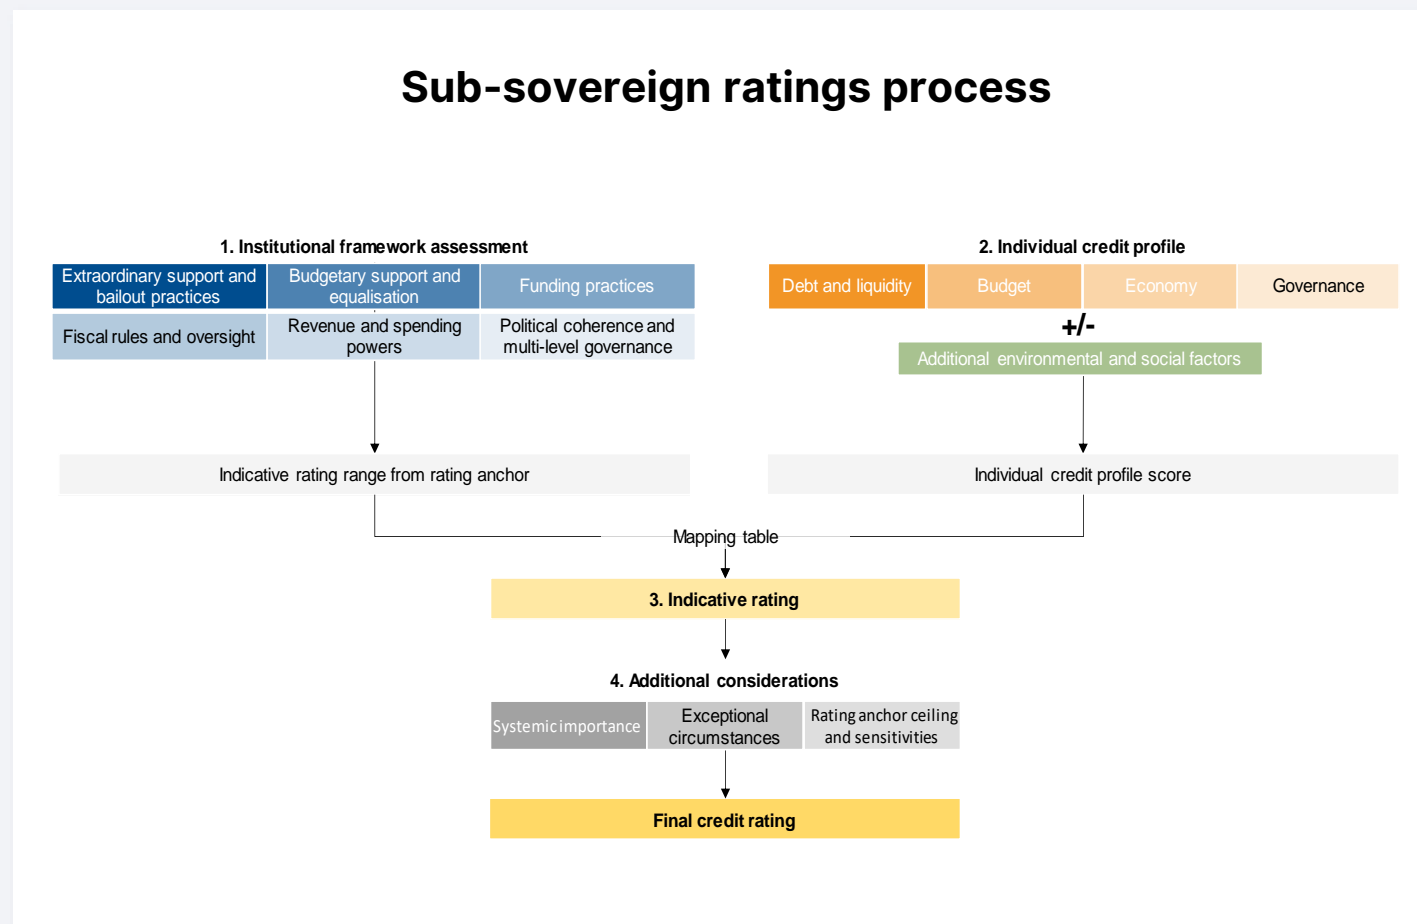 Sub-sovereign ratings process
1. Institutional framework assessment
Extraordinary support and
bailout practices
Budgetary support and
equalisation
Funding practices
Fiscal rules and oversight
Revenue and spending
powers
Political coherence and
multi-level governance
2. Individual credit profile
Debt and liquidity
Budget
Economy
Governance
+/-
Additional environmental and social factors
Indicative rating range from rating anchor
Individual credit profile score
Mapping table
3. Indicative rating
4. Additional considerations
Systemic importance
Exceptional
circumstances
Rating anchor ceiling
and sensitivities
Final credit rating